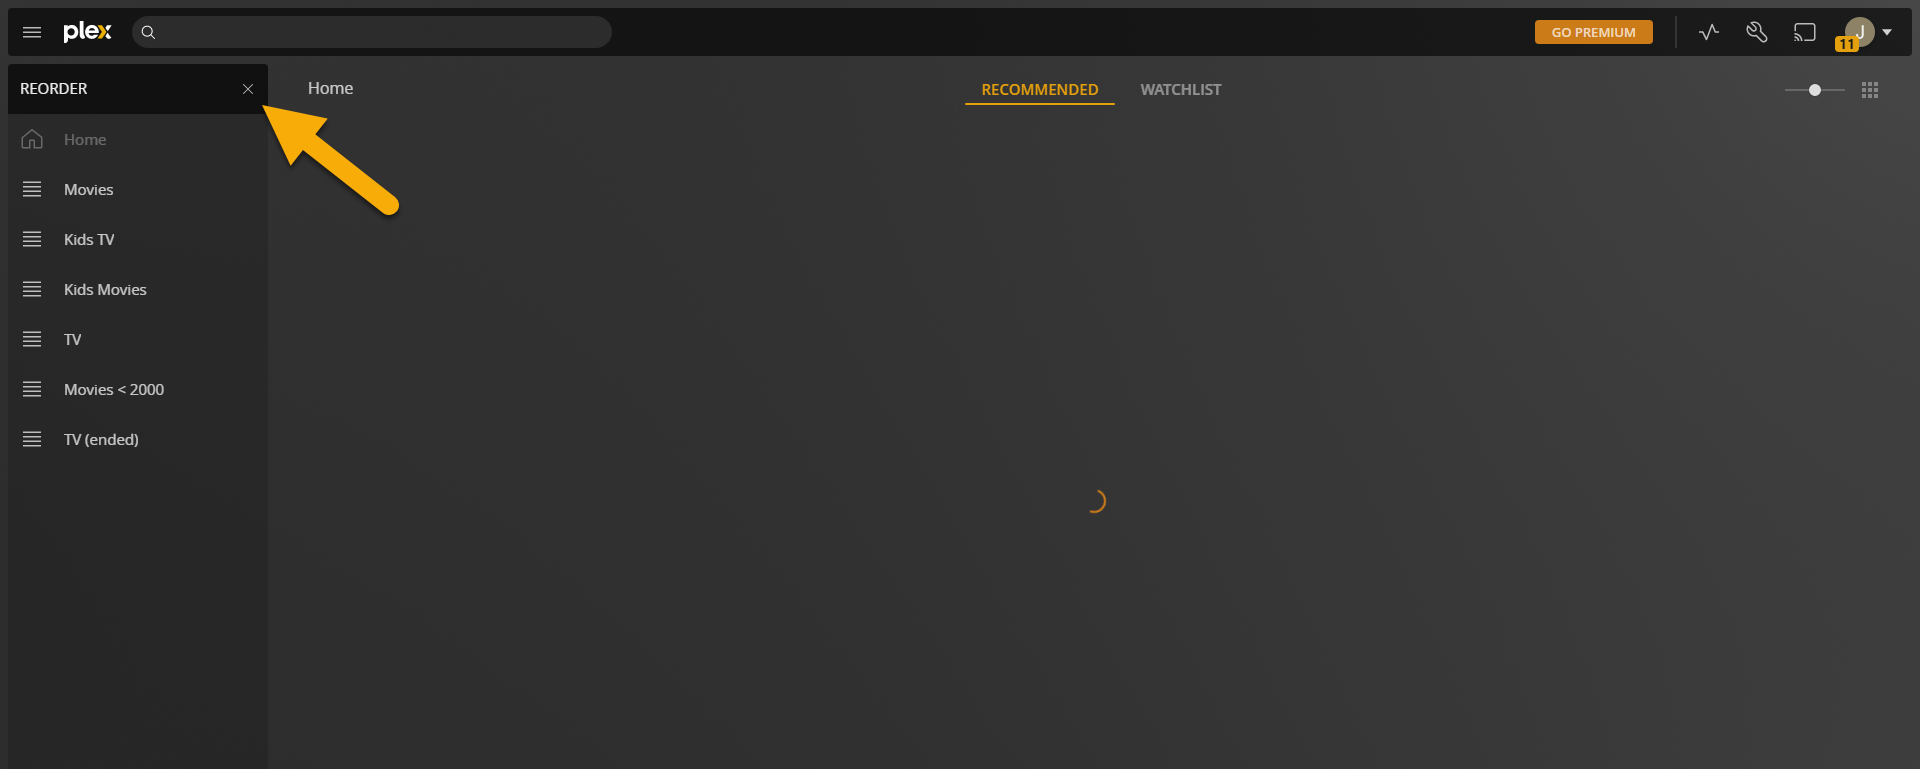 plex
GO PREMIUM
J
11
REORDER
Home
RECOMMENDED
WATCHLIST
Home
Movies
Kids TV
Kids Movies
TV
Movies < 2000
TV (ended)